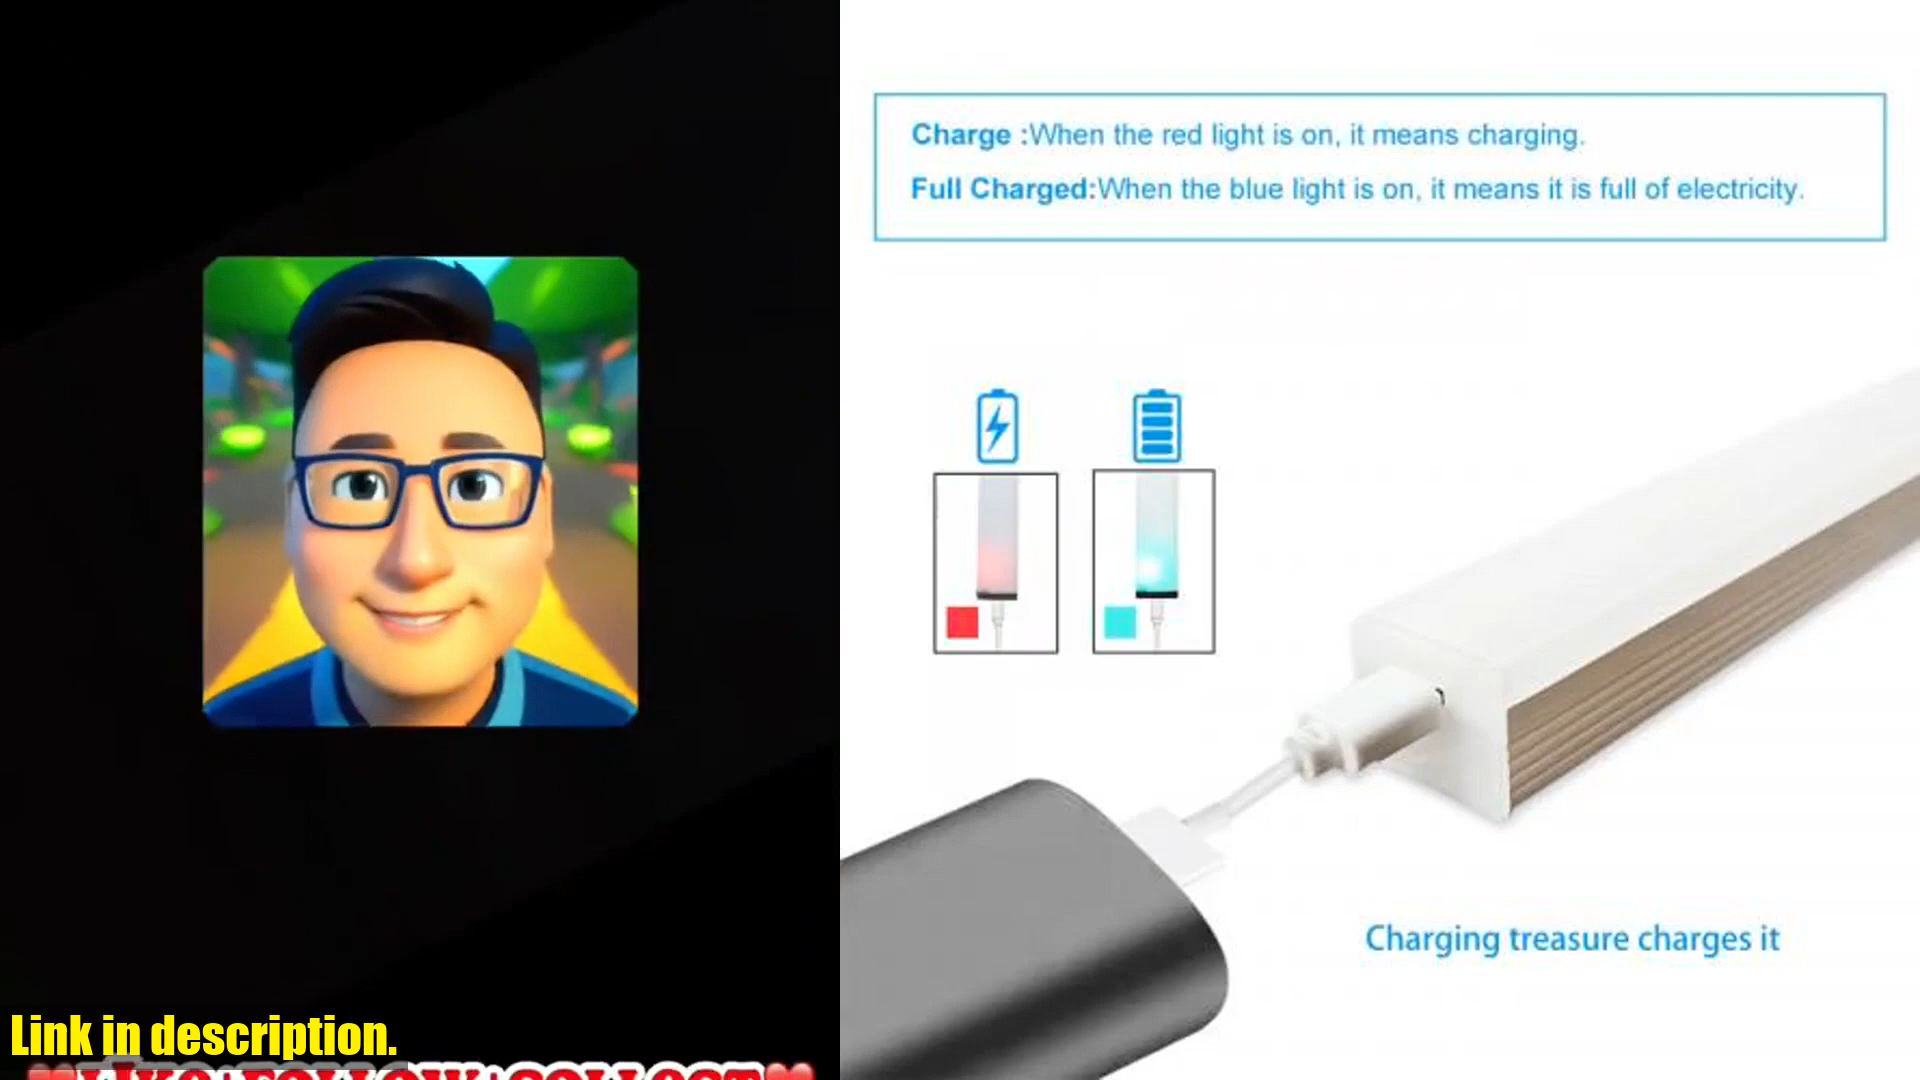 Charge :When the red light is on, it means charging.
Full Charged:When the blue light is on, it means it is full of electricity.
Charging treasure charges it
Link in description.